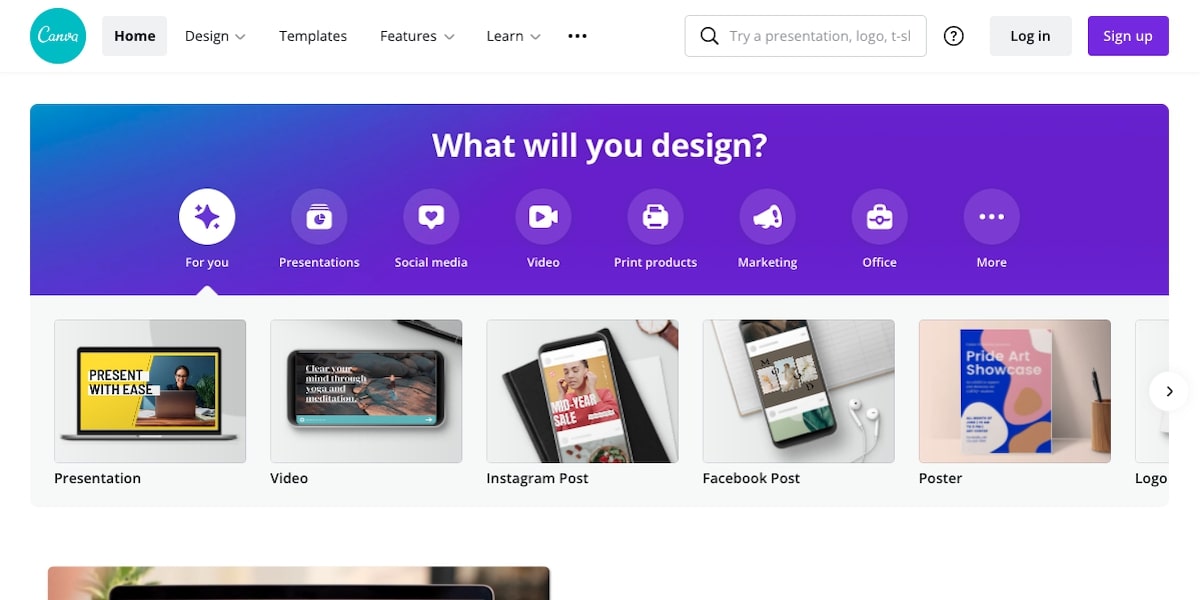 Canva
Home
Design
Templates
Features
Learn
Try a presentation, logo, t-sl
Log in
Sign up
What will you design?
For you
Presentations
Social media
Video
Print products
Marketing
Office
More
PRESENT
WITH EASE
Clear your
mind through
yoga and
meditation.
MID-YEAR
SALE
Pride Art
Showcase
Presentation
Video
Instagram Post
Facebook Post
Poster
Logo